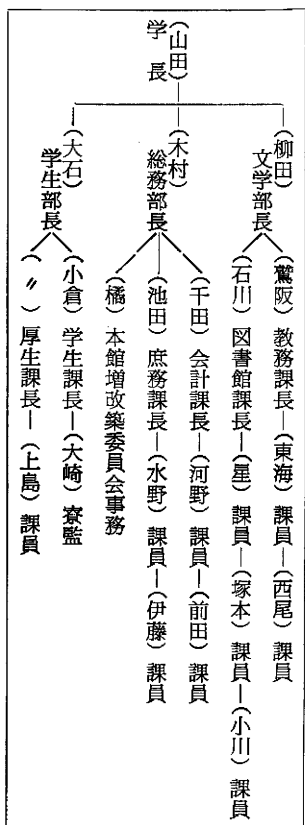 (山田)
学長
(柳田)
文学部長
(鷲阪) 教務課長―(東海) 課員―(西尾) 課員
(石川) 図書館課長―(星) 課員―(塚本) 課員―(小川) 課員
(木村)
総務部長
(千田) 会計課長―(河野) 課員―(前田) 課員
(池田) 庶務課長―(水野) 課員―(伊藤) 課員
(橘) 本館増改築委員会事務
(大石)
学生部長
(小倉) 学生課長―(大崎) 寮監
(〃) 厚生課長―(上島) 課員